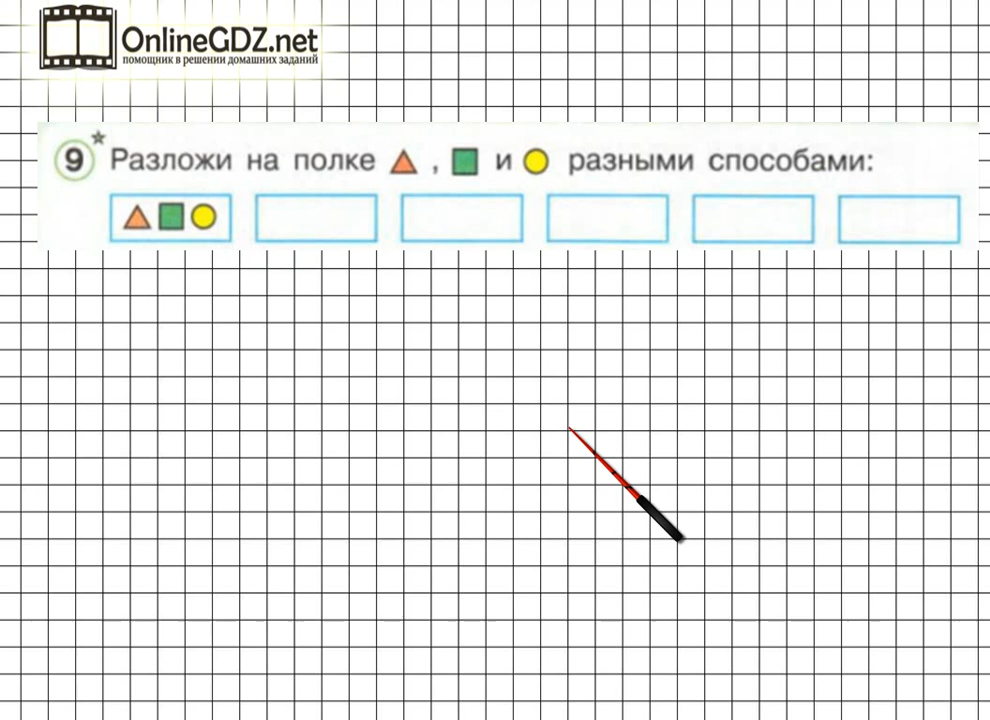 OnlineGDZ.net
помощник в решении домашних заданий
9* Разложи на полке , и разными способами: